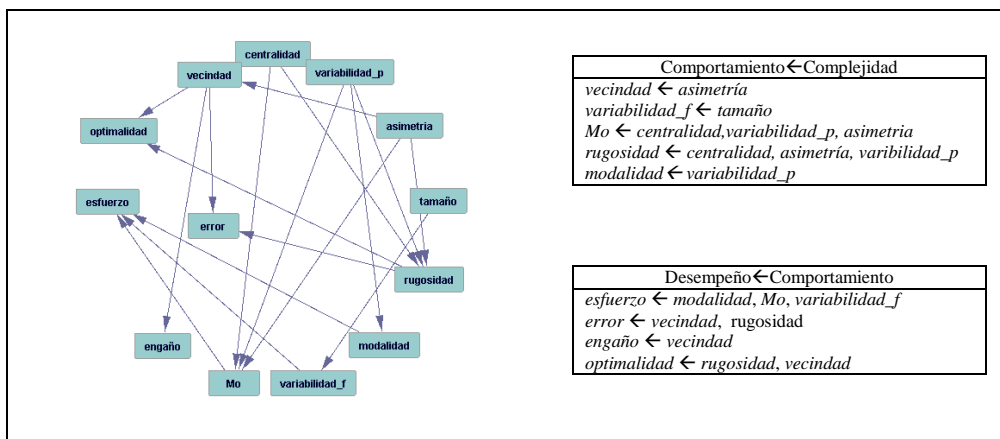 centralidad
vecindad
variabilidad_p
optimalidad
asimetria
esfuerzo
tamaño
error
rugosidad
engaño
modalidad
Mo
variabilidad_f
Comportamiento←Complejidad
vecindad ← asimetría
variabilidad_f ← tamaño
Mo ← centralidad,variabilidad_p, asimetria
rugosidad ← centralidad, asimetría, varibilidad_p
modalidad ← variabilidad_p
Desempeño←Comportamiento
esfuerzo ← modalidad, Mo, variabilidad_f
error ← vecindad, rugosidad
engaño ← vecindad
optimalidad ← rugosidad, vecindad